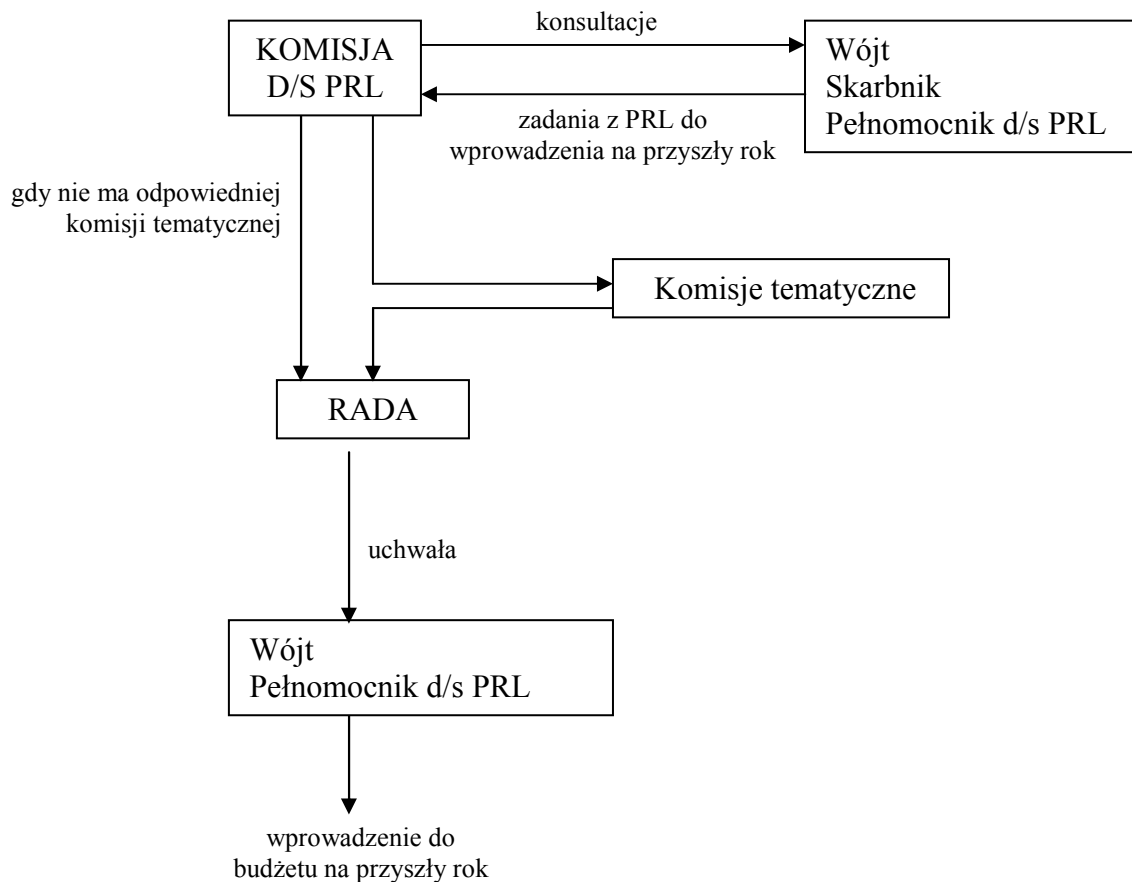 konsultacje
KOMISJA
D/S PRL
Wójt
Skarbnik
Pełnomocnik d/s PRL
zadania z PRL do
wprowadzenia na przyszły rok
gdy nie ma odpowiedniej
komisji tematycznej
Komisje tematyczne
RADA
uchwała
Wójt
Pełnomocnik d/s PRL
wprowadzenie do
budżetu na przyszły rok